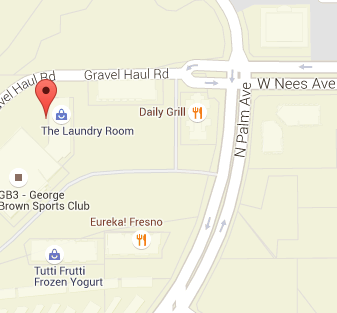 Gravel Haul Rd
avel Haul Rd
W Nees Ave
Daily Grill
N Palm Ave
The Laundry Room
GB3 - George
Brown Sports Club
Eureka! Fresno
Tutti Frutti
Frozen Yogurt